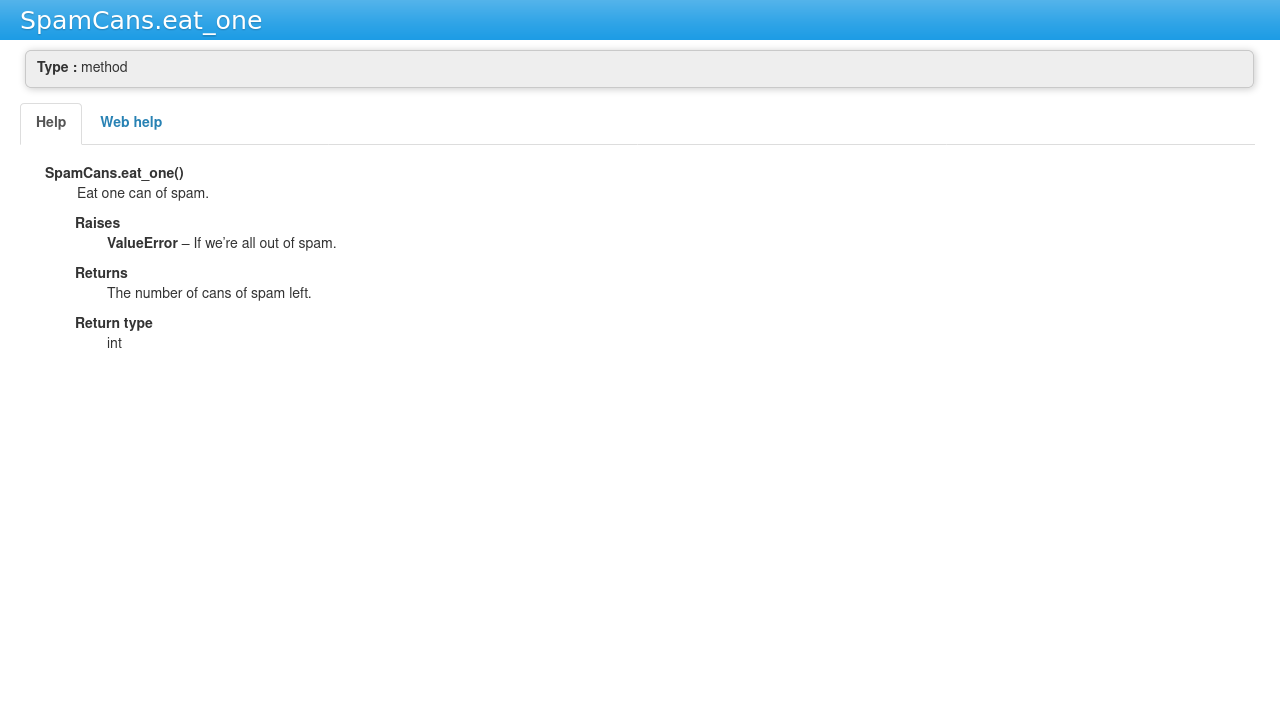 SpamCans.eat_one
Type : method
Help
Web help
SpamCans.eat_one()
Eat one can of spam.
Raises
ValueError – If we’re all out of spam.
Returns
The number of cans of spam left.
Return type
int